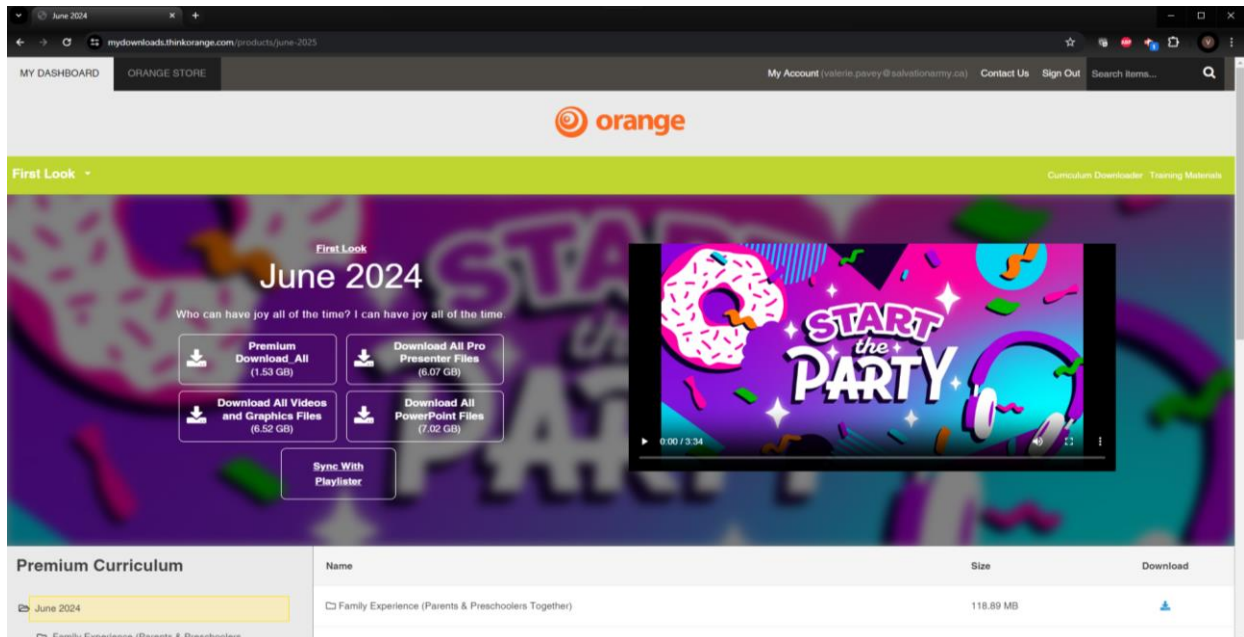 June 2024
mydownloads.thinkorange.com/products/june-2025
MY DASHBOARD
ORANGE STORE
My Account (valerie.pavey@salvationarmy.ca)
Contact Us
Sign Out
Search items...
orange
First Look
Curriculum Downloader
Training Materials
First Look
June 2024
Who can have joy all of the time? I can have joy all of the time.
Premium
Download_All
(1.53 GB)
Download All Pro
Presenter Files
(6.07 GB)
Download All Videos
and Graphics Files
(6.52 GB)
Download All
PowerPoint Files
(7.02 GB)
Sync With
Playlister
START
the
PARTY
0:00 / 3:34
Premium Curriculum
Name
Size
Download
June 2024
Family Experience (Parents & Preschoolers Together)
118.89 MB
Family Experience (Parents & Preschoolers